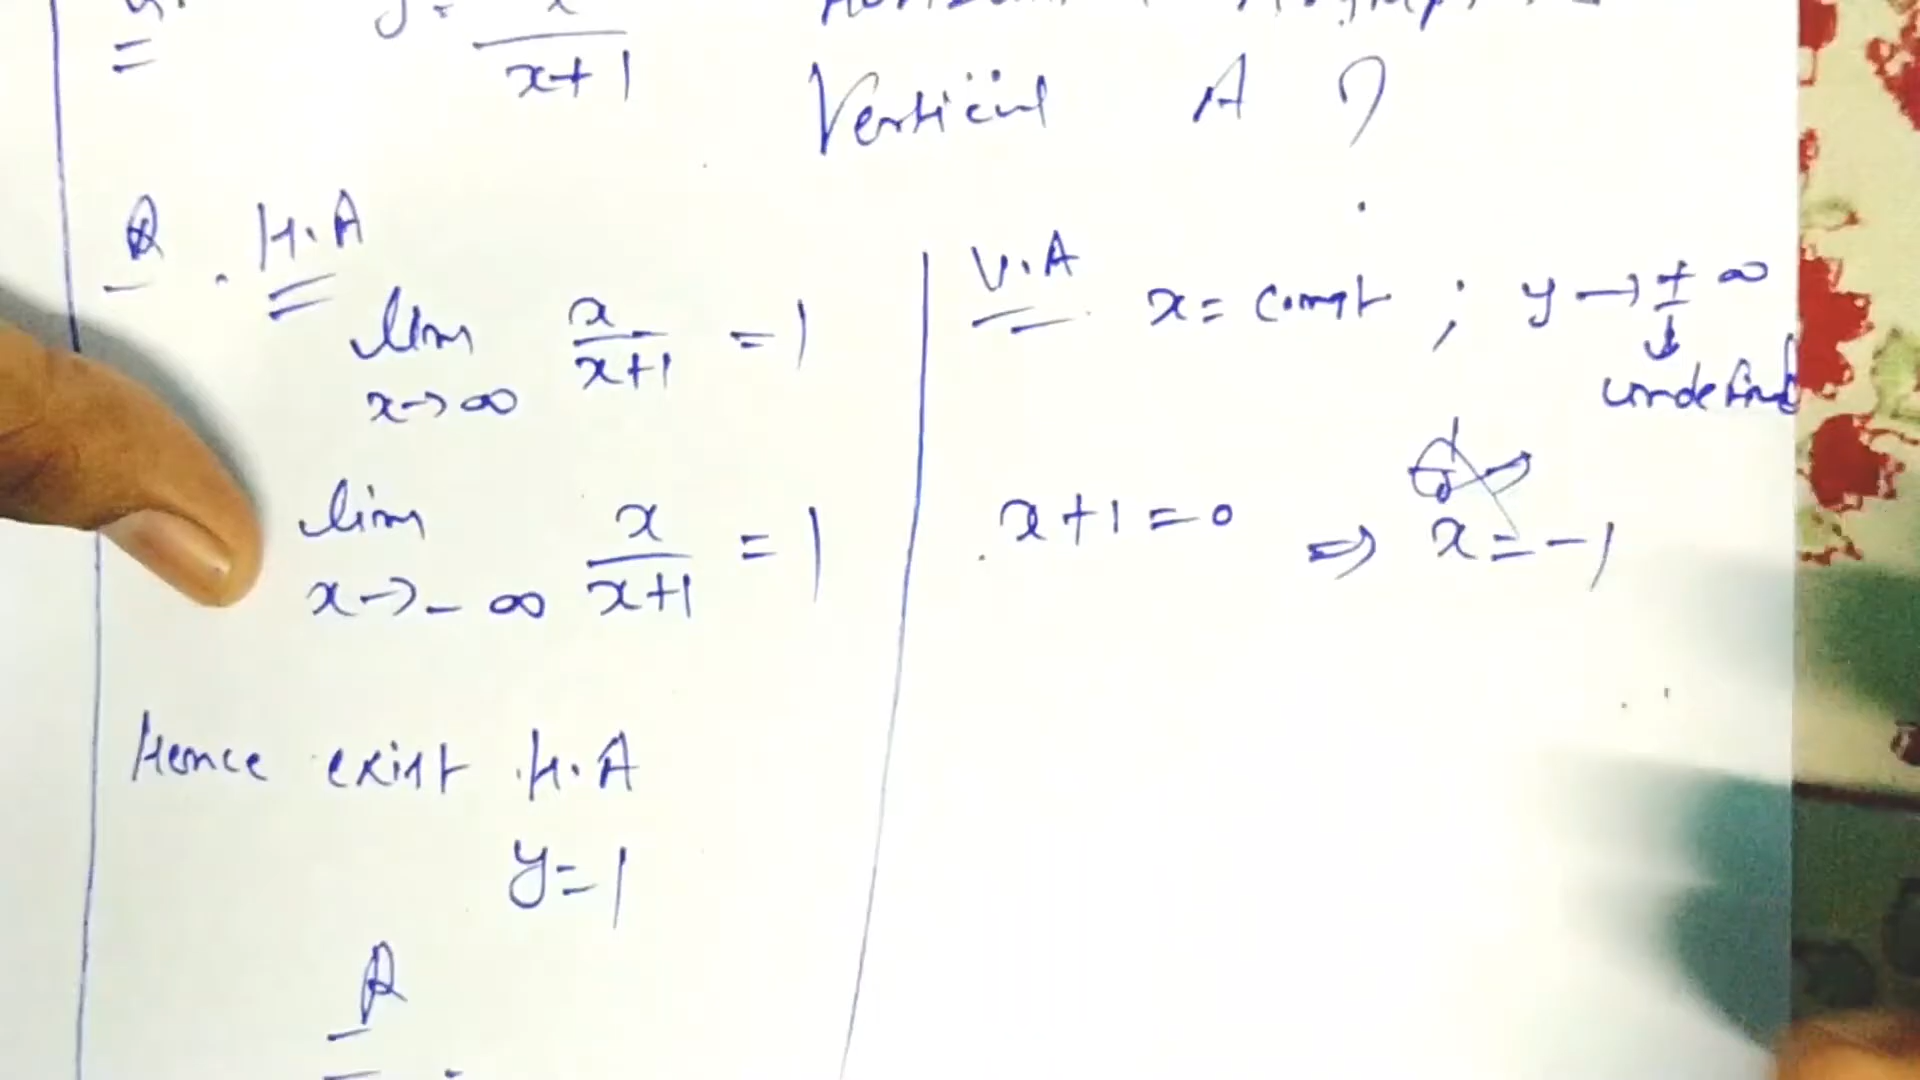 y = x / x+1
Vertical A ?
H.A
lim x→∞ x/x+1 = 1
lim x→-∞ x/x+1 = 1
Hence exist H.A
y=1
V.A x = const ; y → ± ∞
↓
undefined
x+1=0 ⇒ x=-1